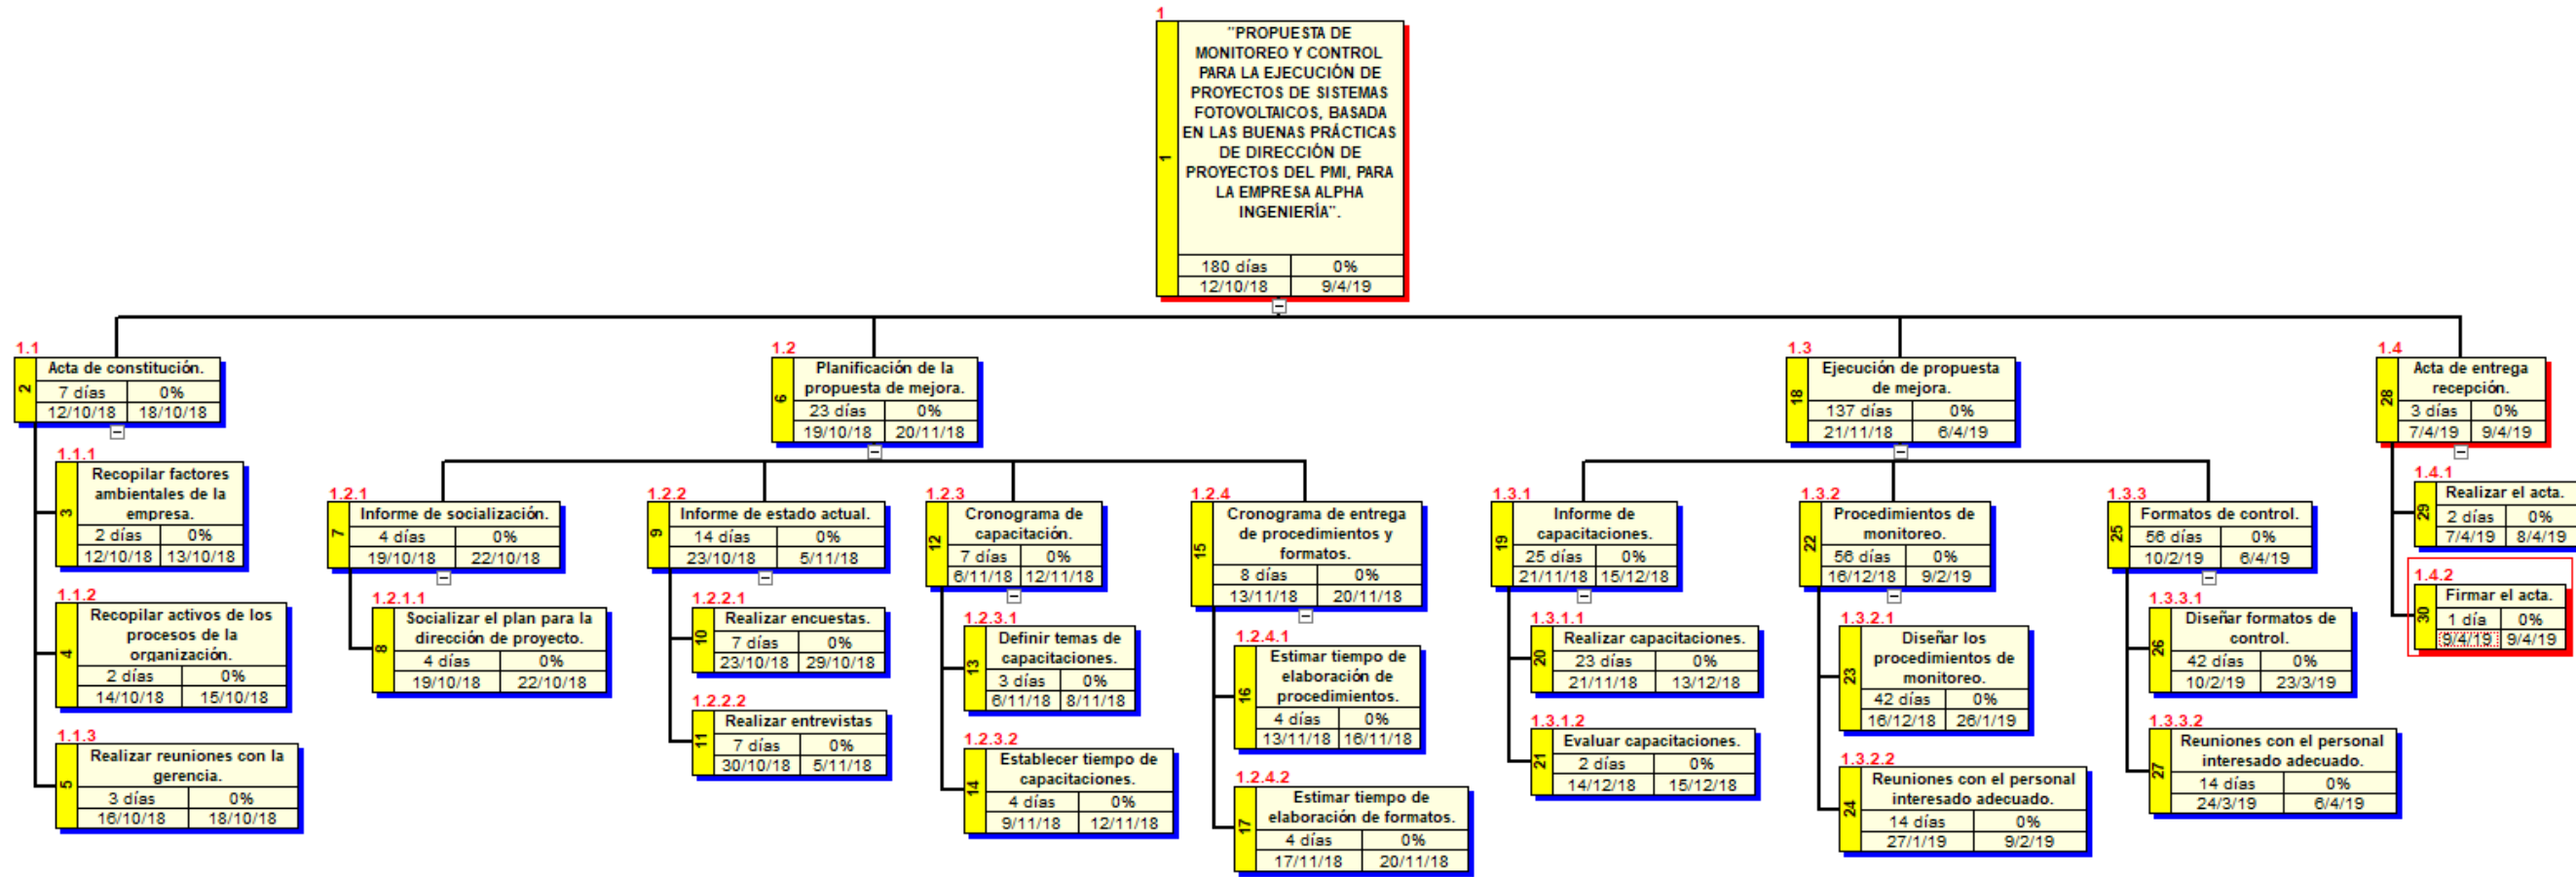 1
1
"PROPUESTA DE
MONITOREO Y CONTROL
PARA LA EJECUCIÓN DE
PROYECTOS DE SISTEMAS
FOTOVOLTAICOS, BASADA
EN LAS BUENAS PRÁCTICAS
DE DIRECCIÓN DE
PROYECTOS DEL PMI, PARA
LA EMPRESA ALPHA
INGENIERÍA".
180 días 0%
12/10/18 9/4/19
1.1
2
Acta de constitución.
7 días 0%
12/10/18 18/10/18
1.1.1
3
Recopilar factores
ambientales de la
empresa.
2 días 0%
12/10/18 13/10/18
1.1.2
4
Recopilar activos de los
procesos de la
organización.
2 días 0%
14/10/18 15/10/18
1.1.3
5
Realizar reuniones con la
gerencia.
3 días 0%
16/10/18 18/10/18
1.2
6
Planificación de la
propuesta de mejora.
23 días 0%
19/10/18 20/11/18
1.2.1
7
Informe de socialización.
4 días 0%
19/10/18 22/10/18
1.2.1.1
8
Socializar el plan para la
dirección de proyecto.
4 días 0%
19/10/18 22/10/18
1.2.2
9
Informe de estado actual.
14 días 0%
23/10/18 5/11/18
1.2.2.1
10
Realizar encuestas.
7 días 0%
23/10/18 29/10/18
1.2.2.2
11
Realizar entrevistas
7 días 0%
30/10/18 5/11/18
1.2.3
12
Cronograma de
capacitación.
7 días 0%
6/11/18 12/11/18
1.2.3.1
13
Definir temas de
capacitaciones.
3 días 0%
6/11/18 8/11/18
1.2.3.2
14
Establecer tiempo de
capacitaciones.
4 días 0%
9/11/18 12/11/18
1.2.4
15
Cronograma de entrega
de procedimientos y
formatos.
8 días 0%
13/11/18 20/11/18
1.2.4.1
16
Estimar tiempo de
elaboración de
procedimientos.
4 días 0%
13/11/18 16/11/18
1.2.4.2
17
Estimar tiempo de
elaboración de formatos.
4 días 0%
17/11/18 20/11/18
1.3
18
Ejecución de propuesta
de mejora.
137 días 0%
21/11/18 6/4/19
1.3.1
19
Informe de
capacitaciones.
25 días 0%
21/11/18 15/12/18
1.3.1.1
20
Realizar capacitaciones.
23 días 0%
21/11/18 13/12/18
1.3.1.2
21
Evaluar capacitaciones.
2 días 0%
14/12/18 15/12/18
1.3.2
22
Procedimientos de
monitoreo.
56 días 0%
16/12/18 9/2/19
1.3.2.1
23
Diseñar los
procedimientos de
monitoreo.
42 días 0%
16/12/18 26/1/19
1.3.2.2
24
Reuniones con el personal
interesado adecuado.
14 días 0%
27/1/19 9/2/19
1.3.3
25
Formatos de control.
56 días 0%
10/2/19 6/4/19
1.3.3.1
26
Diseñar formatos de
control.
42 días 0%
10/2/19 23/3/19
1.3.3.2
27
Reuniones con el personal
interesado adecuado.
14 días 0%
24/3/19 6/4/19
1.4
28
Acta de entrega
recepción.
3 días 0%
7/4/19 9/4/19
1.4.1
29
Realizar el acta.
2 días 0%
7/4/19 8/4/19
1.4.2
30
Firmar el acta.
1 día 0%
9/4/19 9/4/19